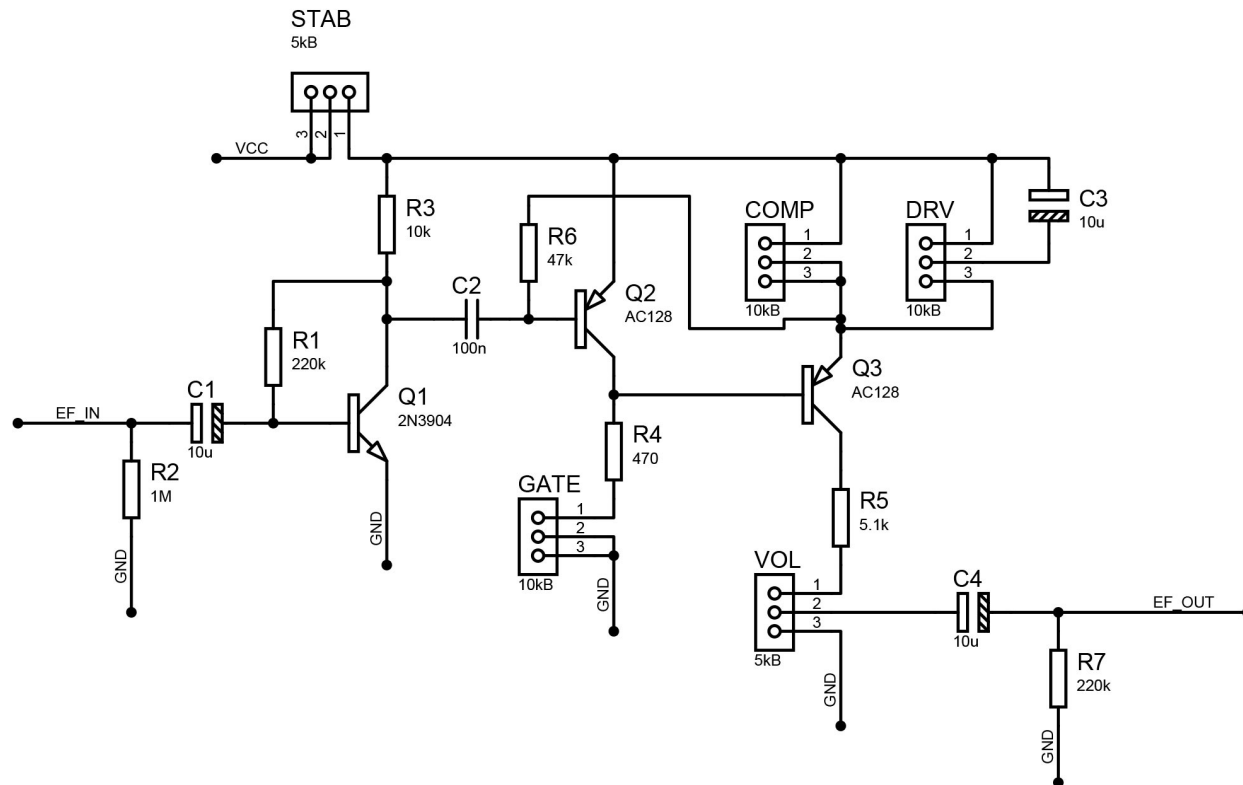 STAB
5kB
3
2
1
VCC
R3
10k
R6
47k
COMP
1
2
3
10kB
DRV
1
2
3
10kB
C3
10u
C2
100n
Q2
AC128
R1
220k
C1
10u
EF_IN
Q1
2N3904
Q3
AC128
R2
1M
GND
GND
R4
470
GATE
1
2
3
10kB
GND
R5
5.1k
VOL
1
2
3
5kB
GND
C4
10u
EF_OUT
R7
220k
GND